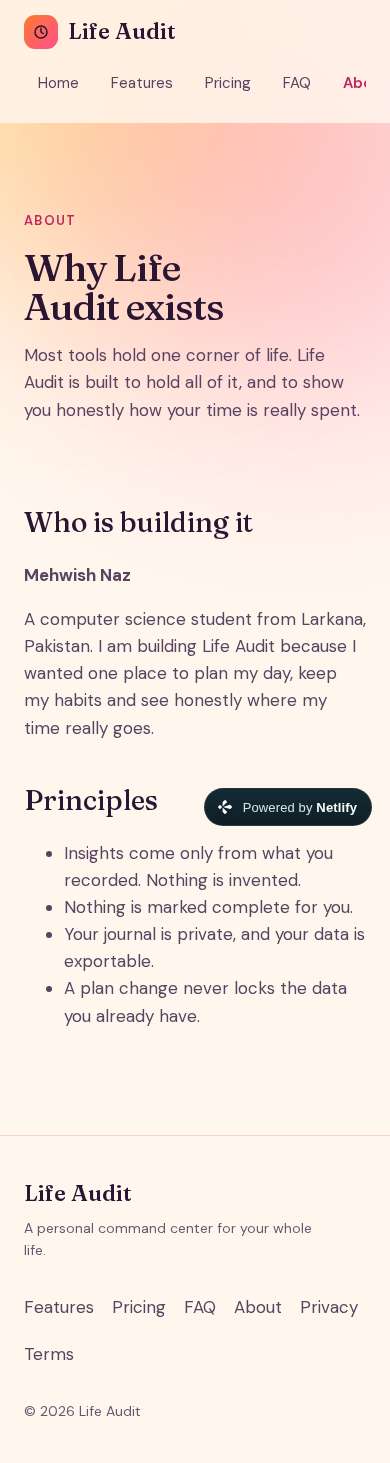 Life Audit
Home Features Pricing FAQ
ABOUT
Why Life
Audit exists
Most tools hold one corner of life. Life
Audit is built to hold all of it, and to show
you honestly how your time is really spent.
Who is building it
Mehwish Naz
A computer science student from Larkana,
Pakistan. I am building Life Audit because I
wanted one place to plan my day, keep
my habits and see honestly where my
time really goes.
Principles
Powered by Netlify
Insights come only from what you
recorded. Nothing is invented.
Nothing is marked complete for you.
Your journal is private, and your data is
exportable.
A plan change never locks the data
you already have.
Life Audit
A personal command center for your whole
life.
Features Pricing FAQ About Privacy
Terms
© 2026 Life Audit